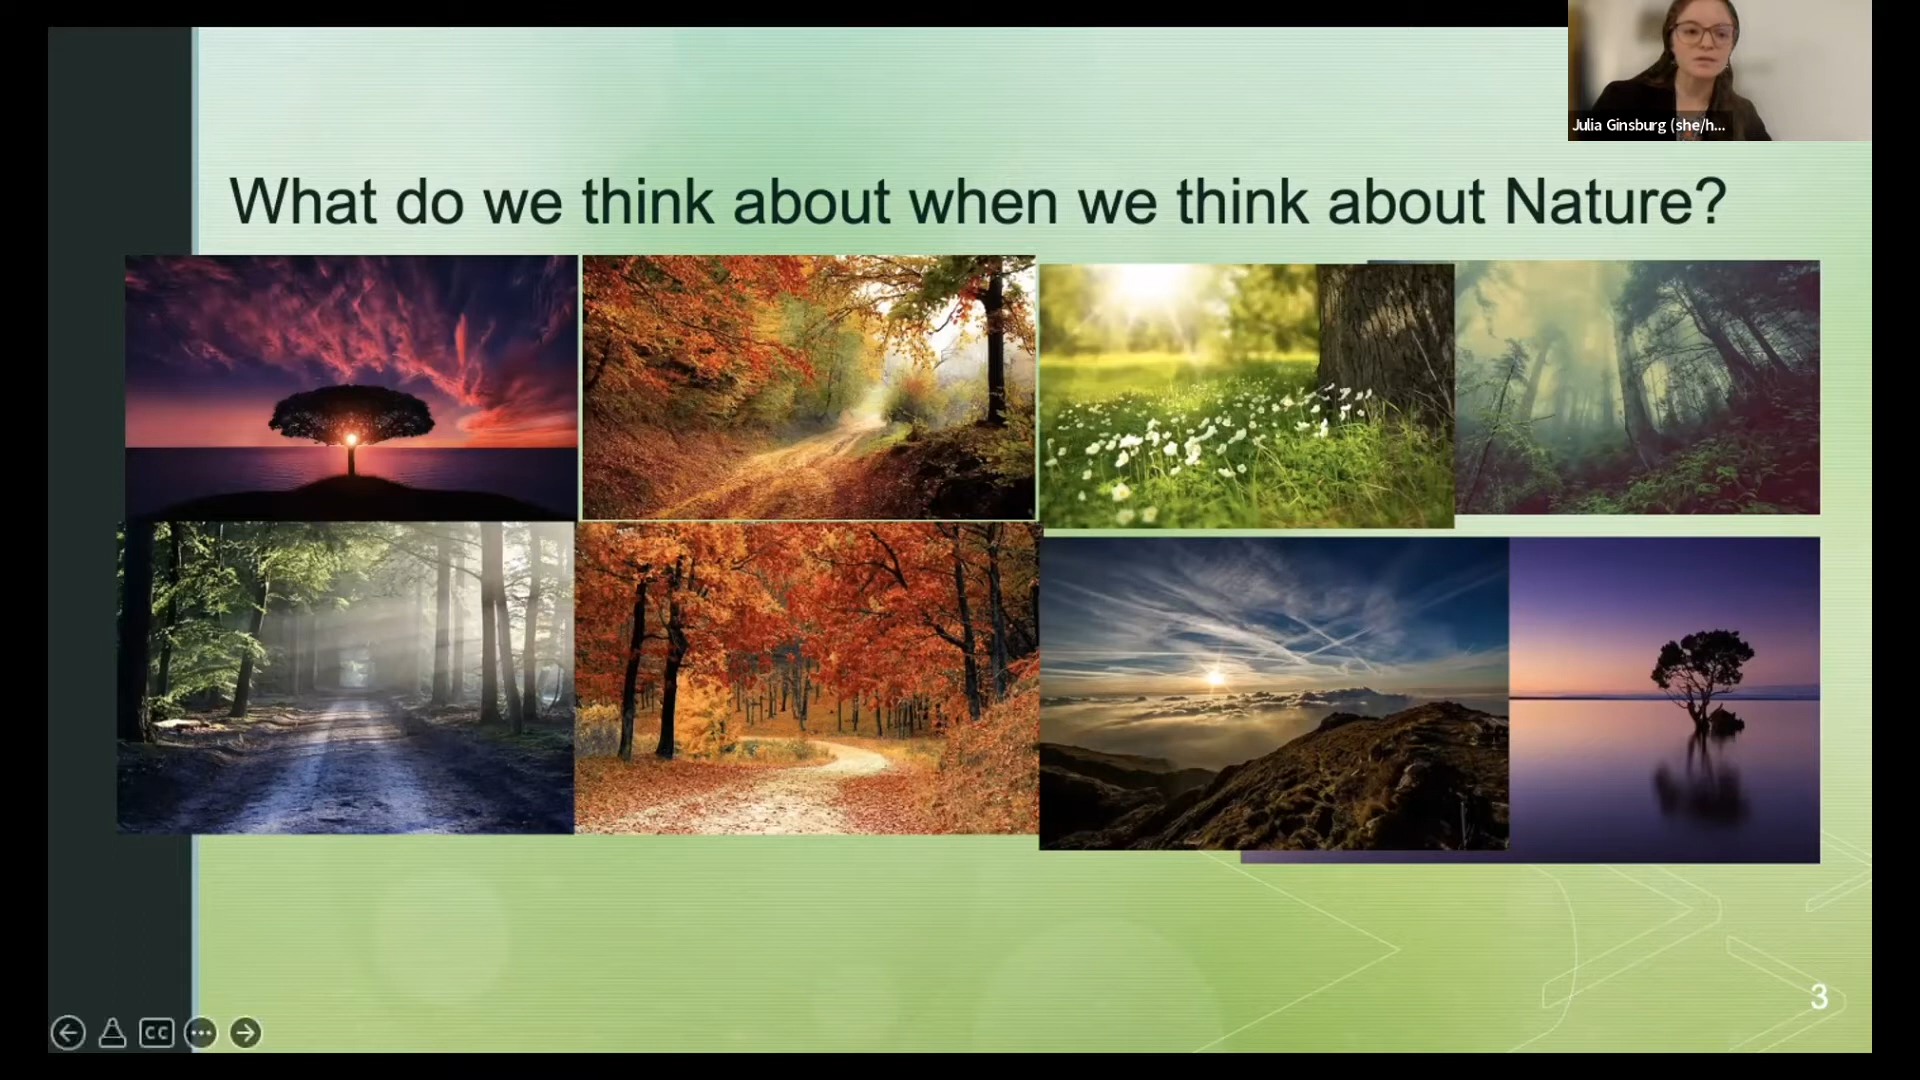 Julia Ginsburg (she/h...
What do we think about when we think about Nature?
3
CC